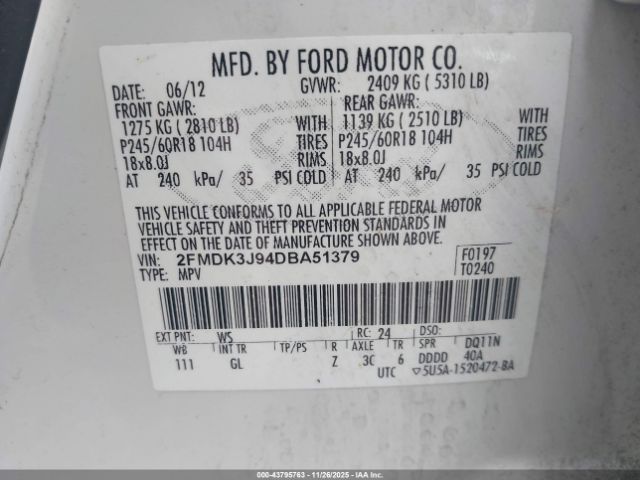 MFD. BY FORD MOTOR CO.
DATE: 06/12 GVWR: 2409 KG ( 5310 LB)
FRONT GAWR: REAR GAWR:
1275 KG ( 2810 LB) WITH 1139 KG ( 2510 LB) WITH
P245/60R18 104H TIRES P245/60R18 104H TIRES
18x8.0J RIMS 18x8.0J RIMS
AT 240 kPa/ 35 PSI COLD AT 240 kPa/ 35 PSI COLD
THIS VEHICLE CONFORMS TO ALL APPLICABLE FEDERAL MOTOR
VEHICLE SAFETY AND THEFT PREVENTION STANDARDS IN
EFFECT ON THE DATE OF MANUFACTURE SHOWN ABOVE.
VIN: 2FMDK3J94DBA51379 F0197
TYPE: MPV T0240
EXT PNT: WS RC: 24 DSO:
WB INT TR TP/PS R AXLE TR SPR DQ11N
111 GL Z 3C 6 DDDD 40A
UTC ▽5U5A-1520472-BA
000-43795763 11/26/2025 IAAI.com